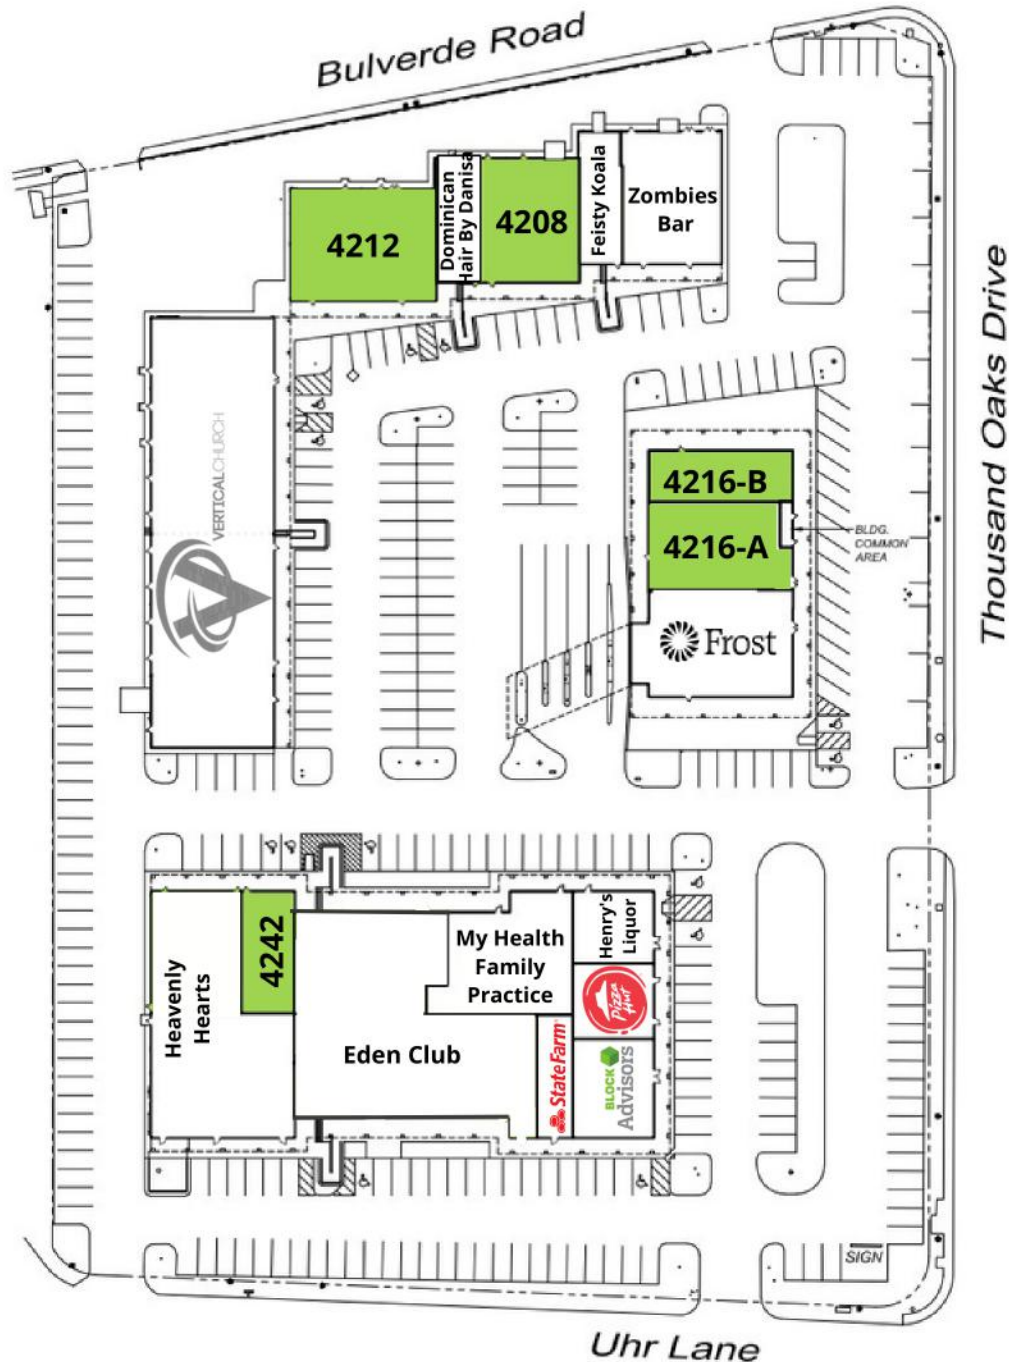 Bulverde Road
4212
Dominican
Hair By Danisa
4208
Feisty Koala
Zombies
Bar
Thousand Oaks Drive
VERTICALCHURCH
4216-B
4216-A
BLDG.
COMMON
AREA
Frost
Heavenly
Hearts
4242
Eden Club
My Health
Family
Practice
Henry's
Liquor
Pizza
Hut
State Farm
BLOCK
Advisors
SIGN
Uhr Lane